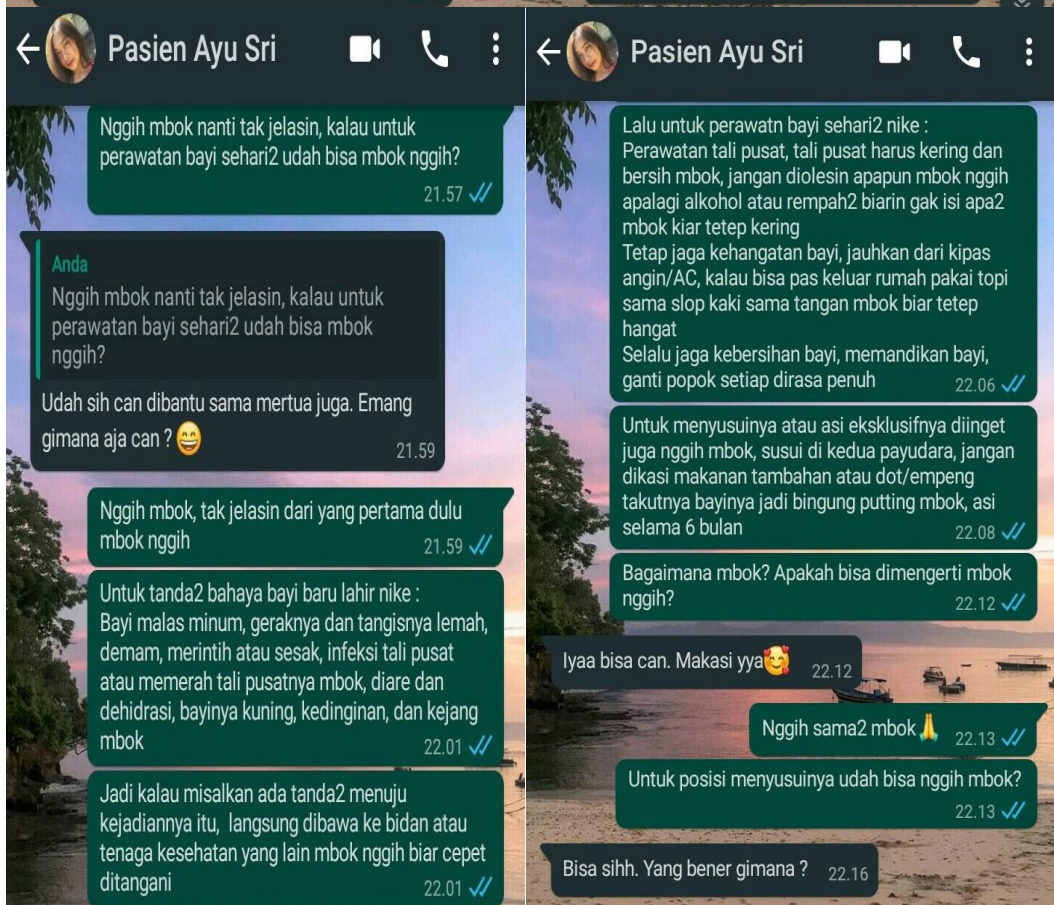 Pasien Ayu Sri
Nggih mbok nanti tak jelasin, kalau untuk
perawatan bayi sehari2 udah bisa mbok nggih?
21.57
Anda
Nggih mbok nanti tak jelasin, kalau untuk
perawatan bayi sehari2 udah bisa mbok
nggih?
Udah sih can dibantu sama mertua juga. Emang
gimana aja can ? 😄
21.59
Nggih mbok, tak jelasin dari yang pertama dulu
mbok nggih
21.59
Untuk tanda2 bahaya bayi baru lahir nike :
Bayi malas minum, geraknya dan tangisnya lemah,
demam, merintih atau sesak, infeksi tali pusat
atau memerah tali pusatnya mbok, diare dan
dehidrasi, bayinya kuning, kedinginan, dan kejang
mbok
22.01
Jadi kalau misalkan ada tanda2 menuju
kejadiannya itu,  langsung dibawa ke bidan atau
tenaga kesehatan yang lain mbok nggih biar cepet
ditangani
22.01
Pasien Ayu Sri
Lalu untuk perawatn bayi sehari2 nike :
Perawatan tali pusat, tali pusat harus kering dan
bersih mbok, jangan diolesin apapun mbok nggih
apalagi alkohol atau rempah2 biarin gak isi apa2
mbok kiar tetep kering
Tetap jaga kehangatan bayi, jauhkan dari kipas
angin/AC, kalau bisa pas keluar rumah pakai topi
sama slop kaki sama tangan mbok biar tetep
hangat
Selalu jaga kebersihan bayi, memandikan bayi,
ganti popok setiap dirasa penuh
22.06
Untuk menyusuinya atau asi eksklusifnya diinget
juga nggih mbok, susui di kedua payudara, jangan
dikasi makanan tambahan atau dot/empeng
takutnya bayinya jadi bingung putting mbok, asi
selama 6 bulan
22.08
Bagaimana mbok? Apakah bisa dimengerti mbok
nggih?
22.12
Iyaa bisa can. Makasi yya🥰
22.12
Nggih sama2 mbok🙏
22.13
Untuk posisi menyusuinya udah bisa nggih mbok?
22.13
Bisa sihh. Yang bener gimana ?
22.16